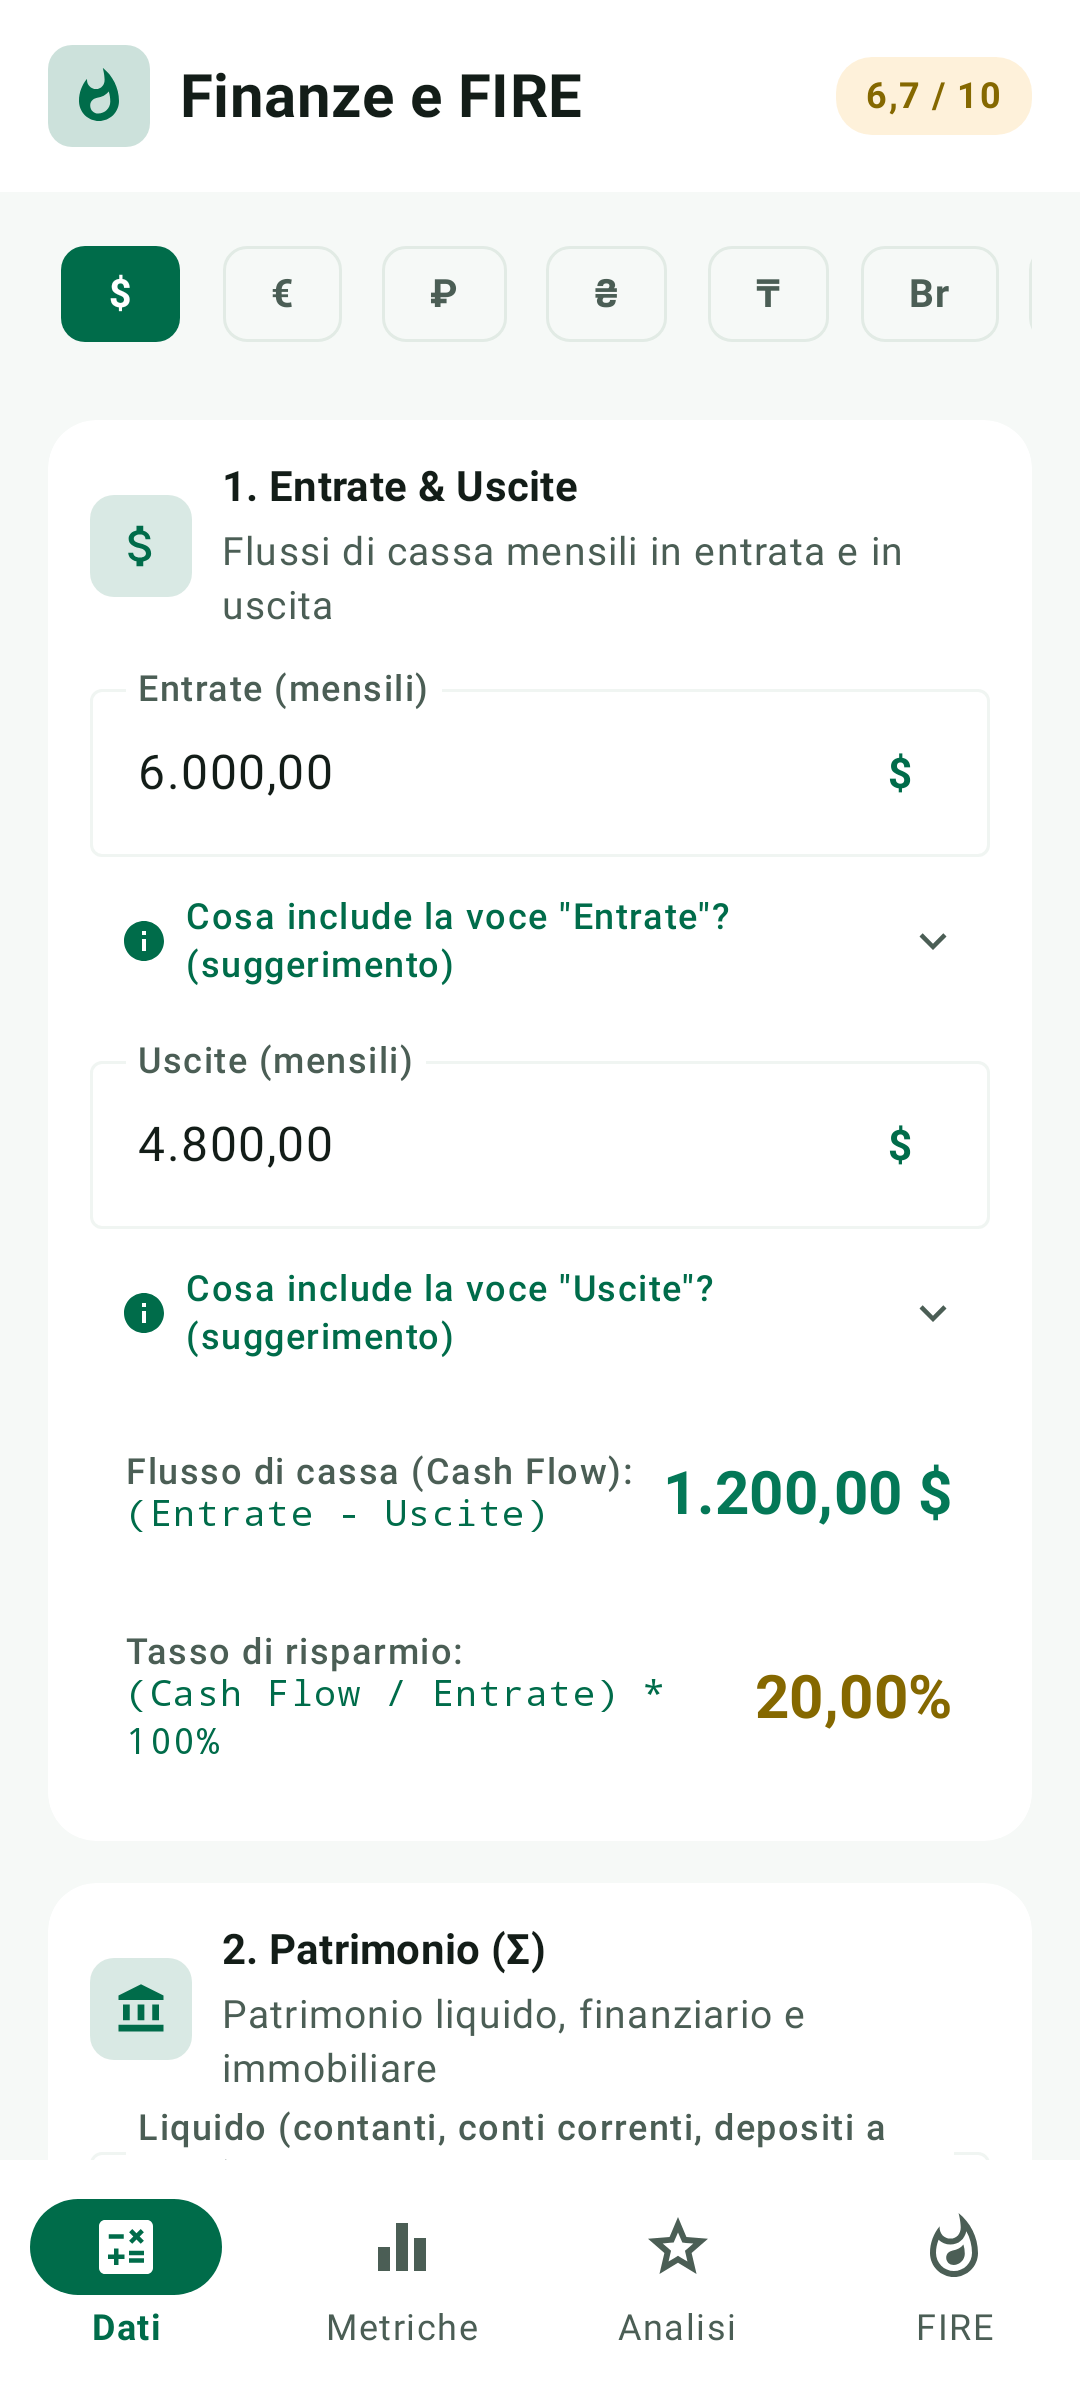 Finanze e FIRE
6,7 / 10
$
€
₽
₴
₸
Br
1. Entrate & Uscite
$
Flussi di cassa mensili in entrata e in
uscita
Entrate (mensili)
6.000,00
$
Cosa include la voce "Entrate"?
(suggerimento)
Uscite (mensili)
4.800,00
$
Cosa include la voce "Uscite"?
(suggerimento)
Flusso di cassa (Cash Flow):
(Entrate - Uscite)
1.200,00 $
Tasso di risparmio:
(Cash Flow / Entrate) *
100%
20,00%
2. Patrimonio (Σ)
Patrimonio liquido, finanziario e
immobiliare
Liquido (contanti, conti correnti, depositi a
Dati
Metriche
Analisi
FIRE